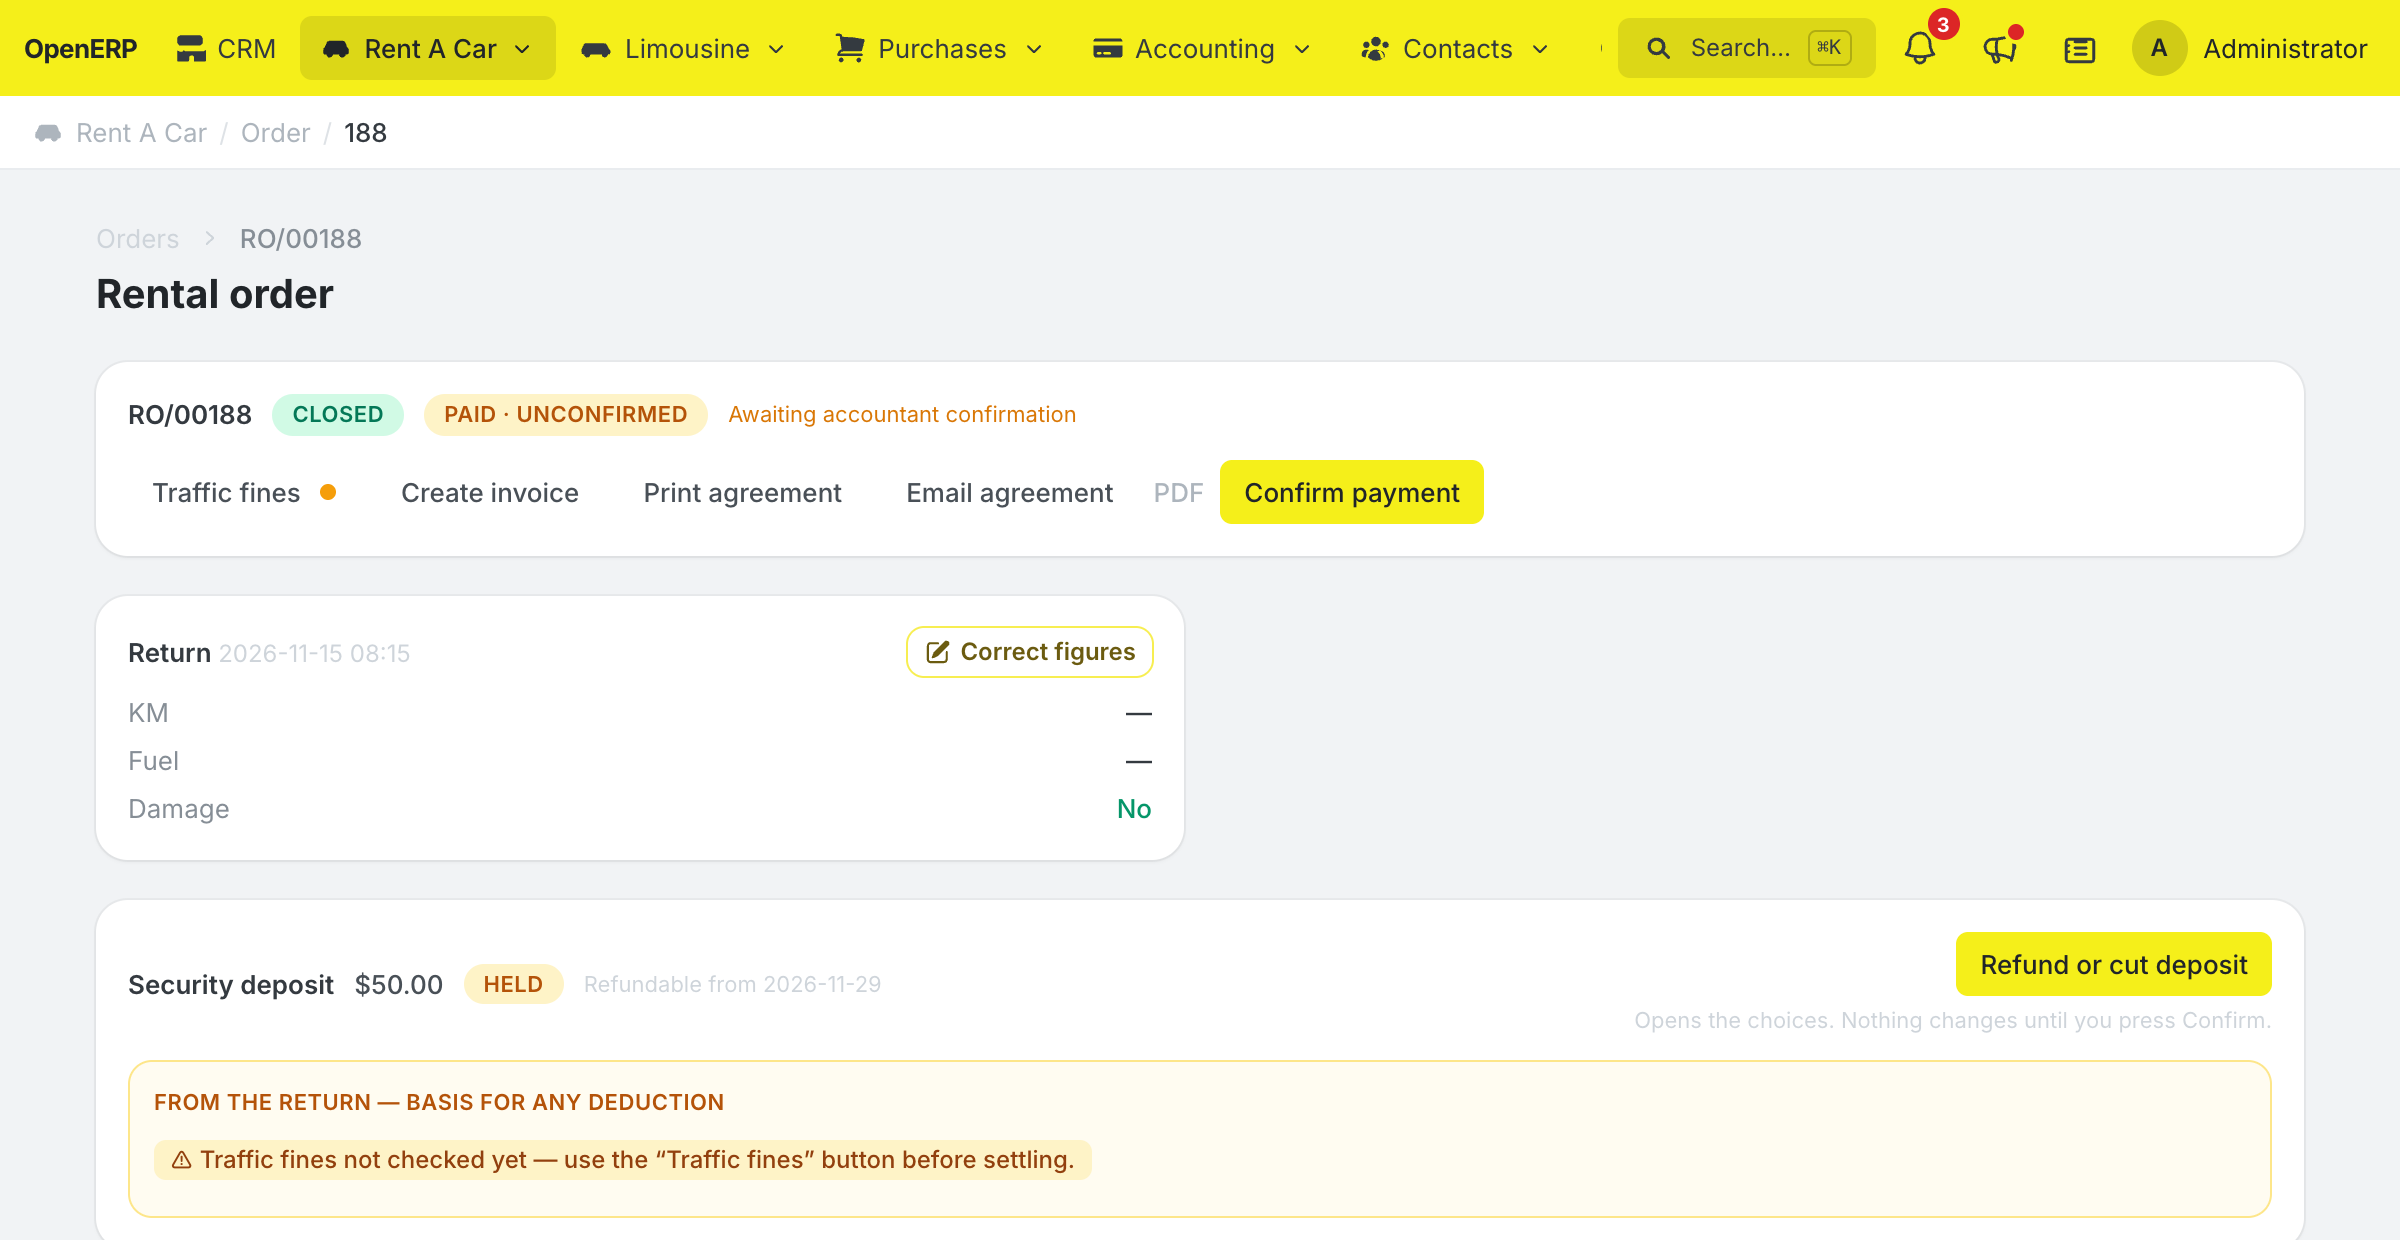 OpenERP CRM Rent A Car Limousine Purchases Accounting Contacts Search... ⌘K 3 A Administrator
Rent A Car / Order / 188
Orders > RO/00188
Rental order
RO/00188 CLOSED PAID · UNCONFIRMED Awaiting accountant confirmation
Traffic fines Create invoice Print agreement Email agreement PDF Confirm payment
Return 2026-11-15 08:15 Correct figures
KM —
Fuel —
Damage No
Security deposit $50.00 HELD Refundable from 2026-11-29 Refund or cut deposit
Opens the choices. Nothing changes until you press Confirm.
FROM THE RETURN — BASIS FOR ANY DEDUCTION
Traffic fines not checked yet — use the “Traffic fines” button before settling.